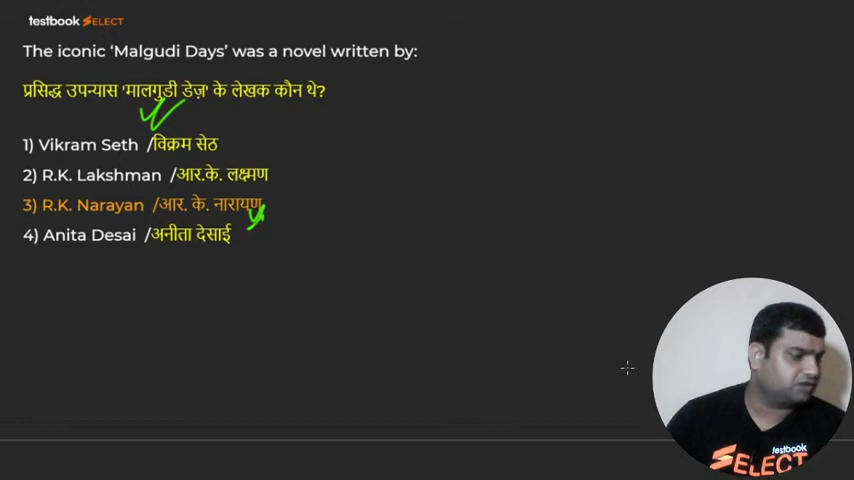 testbook SELECT
The iconic ‘Malgudi Days’ was a novel written by:
प्रसिद्ध उपन्यास 'मालगुडी डेज़' के लेखक कौन थे?
1) Vikram Seth /विक्रम सेठ
2) R.K. Lakshman /आर.के. लक्ष्मण
3) R.K. Narayan /आर. के. नारायण
4) Anita Desai /अनीता देसाई
testbook
SELECT